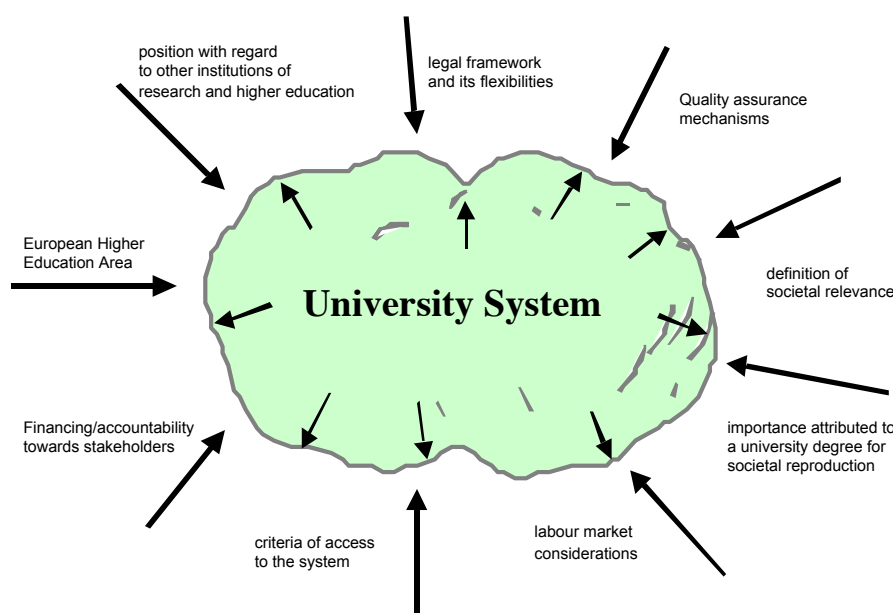 position with regard
to other institutions of
research and higher education
legal framework
and its flexibilities
Quality assurance
mechanisms
European Higher
Education Area
University System
definition of
societal relevance
Financing/accountability
towards stakeholders
importance attributed to
a university degree for
societal reproduction
criteria of access
to the system
labour market
considerations